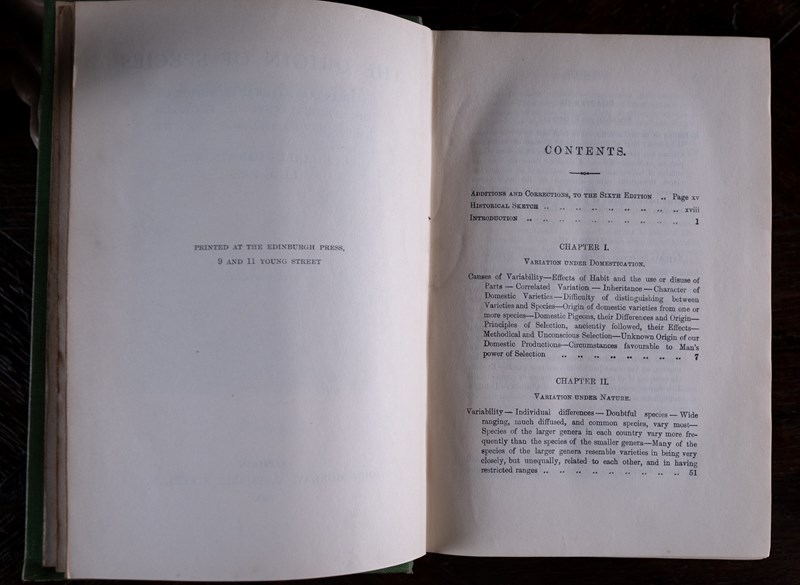 PRINTED AT THE EDINBURGH PRESS,
9 AND 11 YOUNG STREET
CONTENTS.
ADDITIONS AND CORRECTIONS, TO THE SIXTH EDITION .. Page xv
HISTORICAL SKETCH .. .. .. .. .. .. .. .. .. xviii
INTRODUCTION .. .. .. .. .. .. .. .. .. .. 1
CHAPTER I.
VARIATION UNDER DOMESTICATION.
Causes of Variability—Effects of Habit and the use or disuse of
Parts — Correlated Variation — Inheritance — Character of
Domestic Varieties — Difficulty of distinguishing between
Varieties and Species—Origin of domestic varieties from one or
more species—Domestic Pigeons, their Differences and Origin—
Principles of Selection, anciently followed, their Effects—
Methodical and Unconscious Selection—Unknown Origin of our
Domestic Productions—Circumstances favourable to Man's
power of Selection .. .. .. .. .. .. .. .. 7
CHAPTER II.
VARIATION UNDER NATURE.
Variability — Individual differences — Doubtful species — Wide
ranging, much diffused, and common species, vary most—
Species of the larger genera in each country vary more fre-
quently than the species of the smaller genera—Many of the
species of the larger genera resemble varieties in being very
closely, but unequally, related to each other, and in having
restricted ranges .. .. .. .. .. .. .. .. .. 51